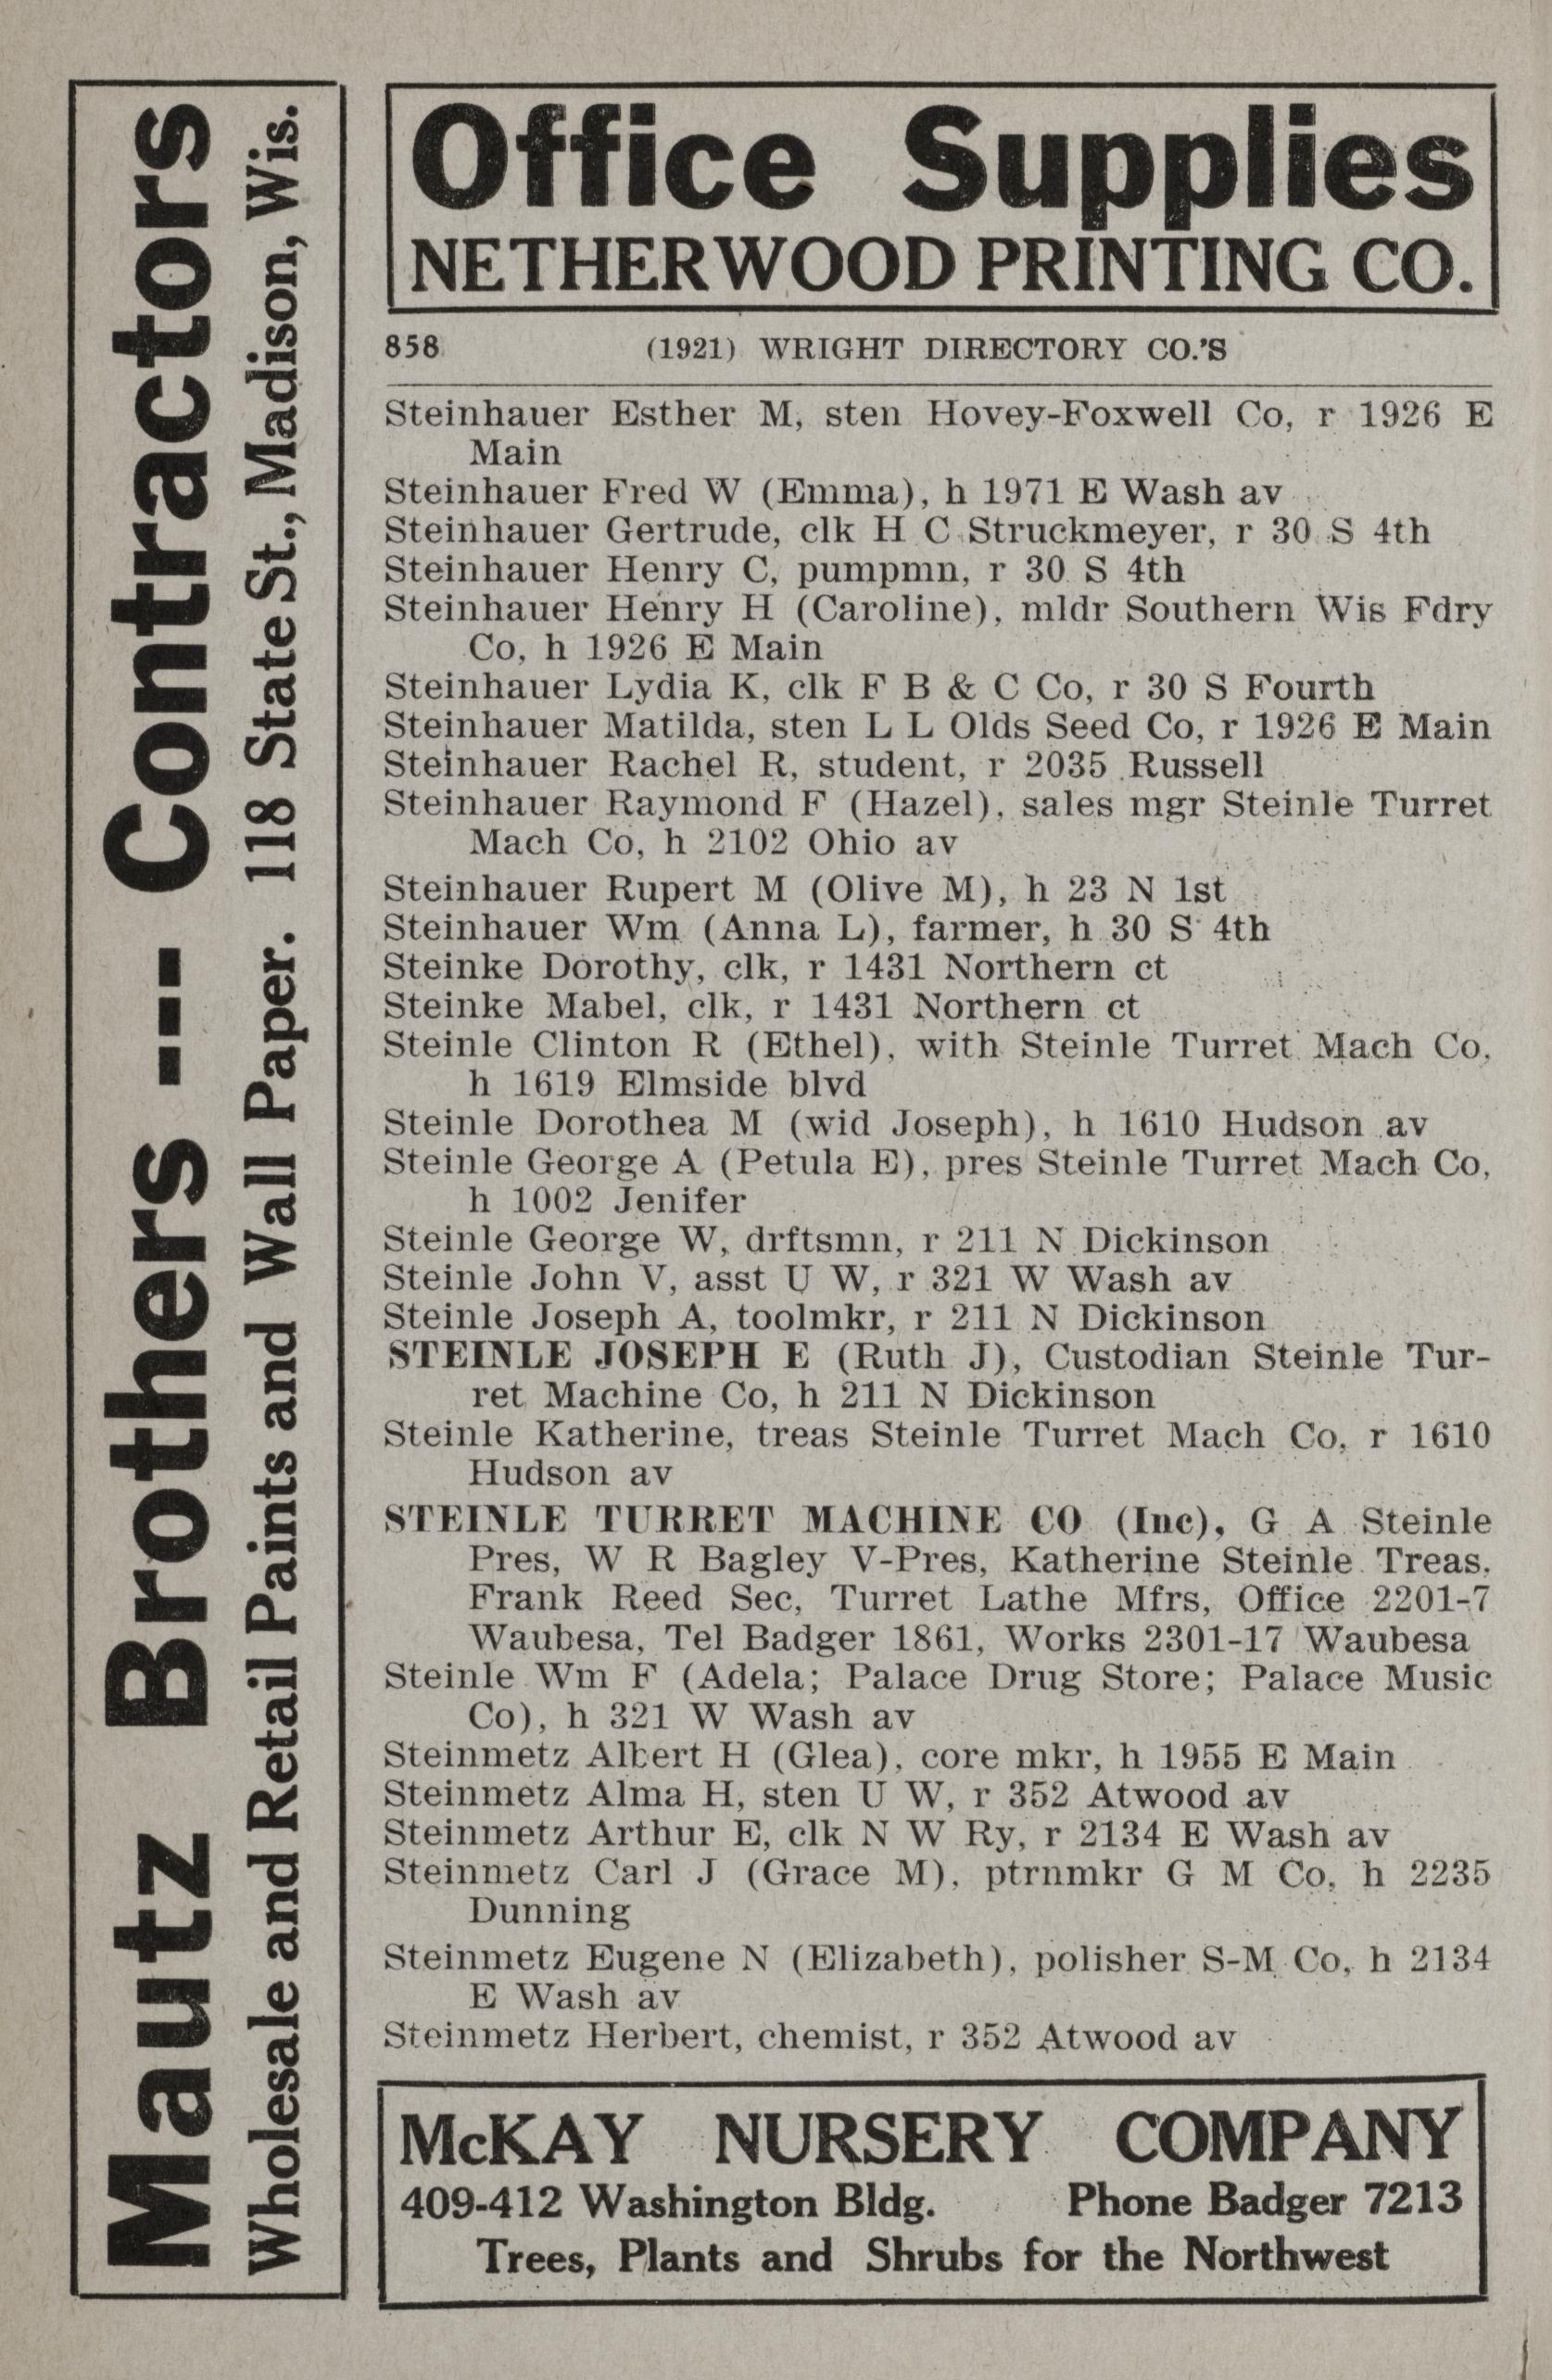 Mautz Brothers --- Contractors
Wholesale and Retail Paints and Wall Paper. 118 State St., Madison, Wis.
Office Supplies
NETHERWOOD PRINTING CO.
858 (1921) WRIGHT DIRECTORY CO.'S
Steinhauer Esther M, sten Hovey-Foxwell Co, r 1926 E
Main
Steinhauer Fred W (Emma), h 1971 E Wash av
Steinhauer Gertrude, clk H C Struckmeyer, r 30 S 4th
Steinhauer Henry C, pumpmn, r 30 S 4th
Steinhauer Henry H (Caroline), mldr Southern Wis Fdry
Co, h 1926 E Main
Steinhauer Lydia K, clk F B & C Co, r 30 S Fourth
Steinhauer Matilda, sten L L Olds Seed Co, r 1926 E Main
Steinhauer Rachel R, student, r 2035 Russell
Steinhauer Raymond F (Hazel), sales mgr Steinle Turret
Mach Co, h 2102 Ohio av
Steinhauer Rupert M (Olive M), h 23 N 1st
Steinhauer Wm (Anna L), farmer, h 30 S 4th
Steinke Dorothy, clk, r 1431 Northern ct
Steinke Mabel, clk, r 1431 Northern ct
Steinle Clinton R (Ethel), with Steinle Turret Mach Co,
h 1619 Elmside blvd
Steinle Dorothea M (wid Joseph), h 1610 Hudson av
Steinle George A (Petula E), pres Steinle Turret Mach Co,
h 1002 Jenifer
Steinle George W, drftsmn, r 211 N Dickinson
Steinle John V, asst U W, r 321 W Wash av
Steinle Joseph A, toolmkr, r 211 N Dickinson
STEINLE JOSEPH E (Ruth J), Custodian Steinle Tur-
ret Machine Co, h 211 N Dickinson
Steinle Katherine, treas Steinle Turret Mach Co, r 1610
Hudson av
STEINLE TURRET MACHINE CO (Inc), G A Steinle
Pres, W R Bagley V-Pres, Katherine Steinle Treas,
Frank Reed Sec, Turret Lathe Mfrs, Office 2201-7
Waubesa, Tel Badger 1861, Works 2301-17 Waubesa
Steinle Wm F (Adela; Palace Drug Store; Palace Music
Co), h 321 W Wash av
Steinmetz Albert H (Glea), core mkr, h 1955 E Main
Steinmetz Alma H, sten U W, r 352 Atwood av
Steinmetz Arthur E, clk N W Ry, r 2134 E Wash av
Steinmetz Carl J (Grace M), ptrnmkr G M Co, h 2235
Dunning
Steinmetz Eugene N (Elizabeth), polisher S-M Co, h 2134
E Wash av
Steinmetz Herbert, chemist, r 352 Atwood av
McKAY NURSERY COMPANY
409-412 Washington Bldg. Phone Badger 7213
Trees, Plants and Shrubs for the Northwest